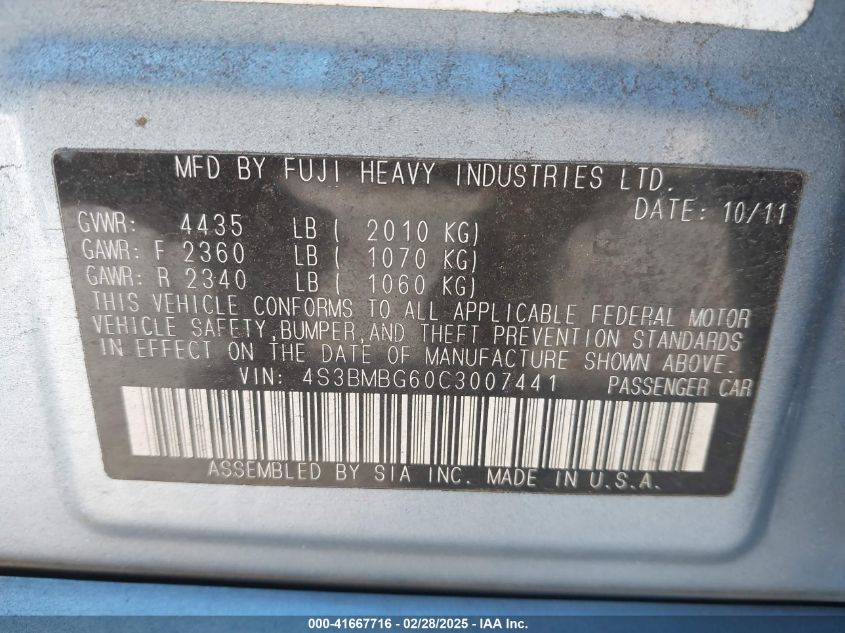 MFD BY FUJI HEAVY INDUSTRIES LTD.
DATE: 10/11
GVWR: 4435 LB ( 2010 KG)
GAWR: F 2360 LB ( 1070 KG)
GAWR: R 2340 LB ( 1060 KG)
THIS VEHICLE CONFORMS TO ALL APPLICABLE FEDERAL MOTOR
VEHICLE SAFETY, BUMPER, AND THEFT PREVENTION STANDARDS
IN EFFECT ON THE DATE OF MANUFACTURE SHOWN ABOVE.
VIN: 4S3BMBG60C3007441 PASSENGER CAR
ASSEMBLED BY SIA INC. MADE IN U.S.A.
000-41667716 - 02/28/2025 - IAA Inc.